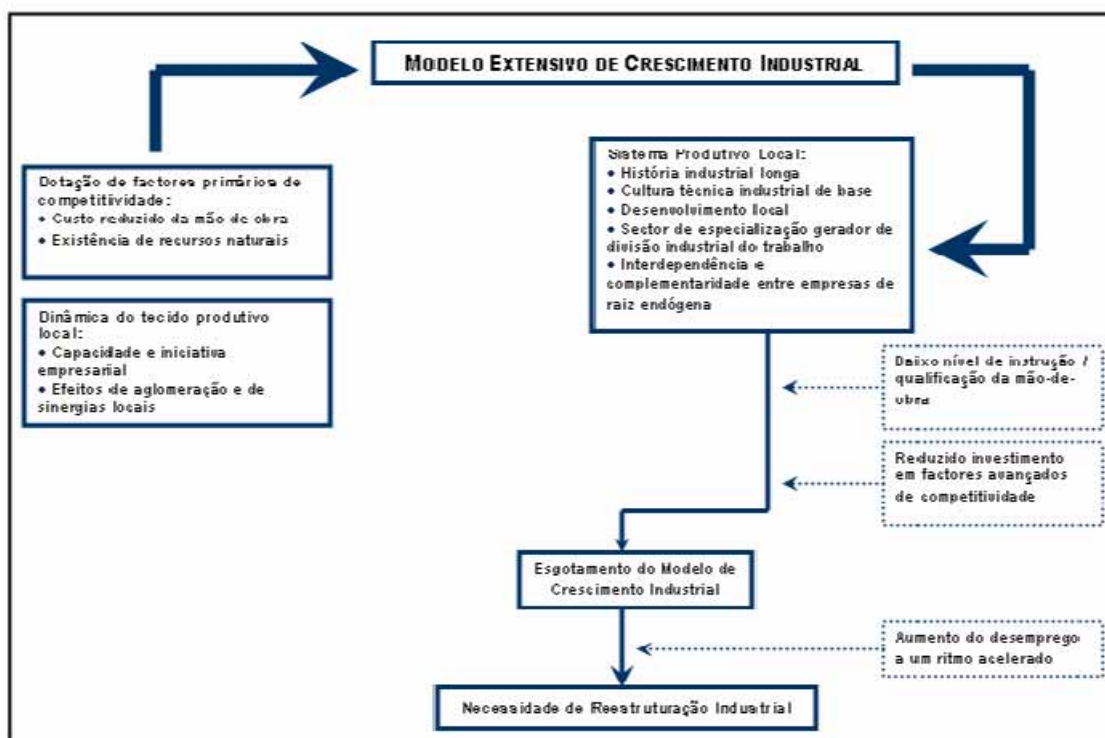 MODELO EXTENSIVO DE CRESCIMENTO INDUSTRIAL
Dotação de factores primários de
competitividade:
• Custo reduzido da mão de obra
• Existência de recursos naturais
Dinâmica do tecido produtivo
local:
• Capacidade e iniciativa
empresarial
• Efeitos de aglomeração e de
sinergias locais
Sistema Produtivo Local:
• História industrial longa
• Cultura técnica industrial de base
• Desenvolvimento local
• Sector de especialização gerador de
divisão industrial do trabalho
• Interdependência e
complementaridade entre empresas de
raiz endógena
Baixo nível de instrução /
qualificação da mão-de-
obra
Reduzido investimento
em factores avançados
de competitividade
Esgotamento do Modelo de
Crescimento Industrial
Aumento do desemprego
a um ritmo acelerado
Necessidade de Reestruturação Industrial